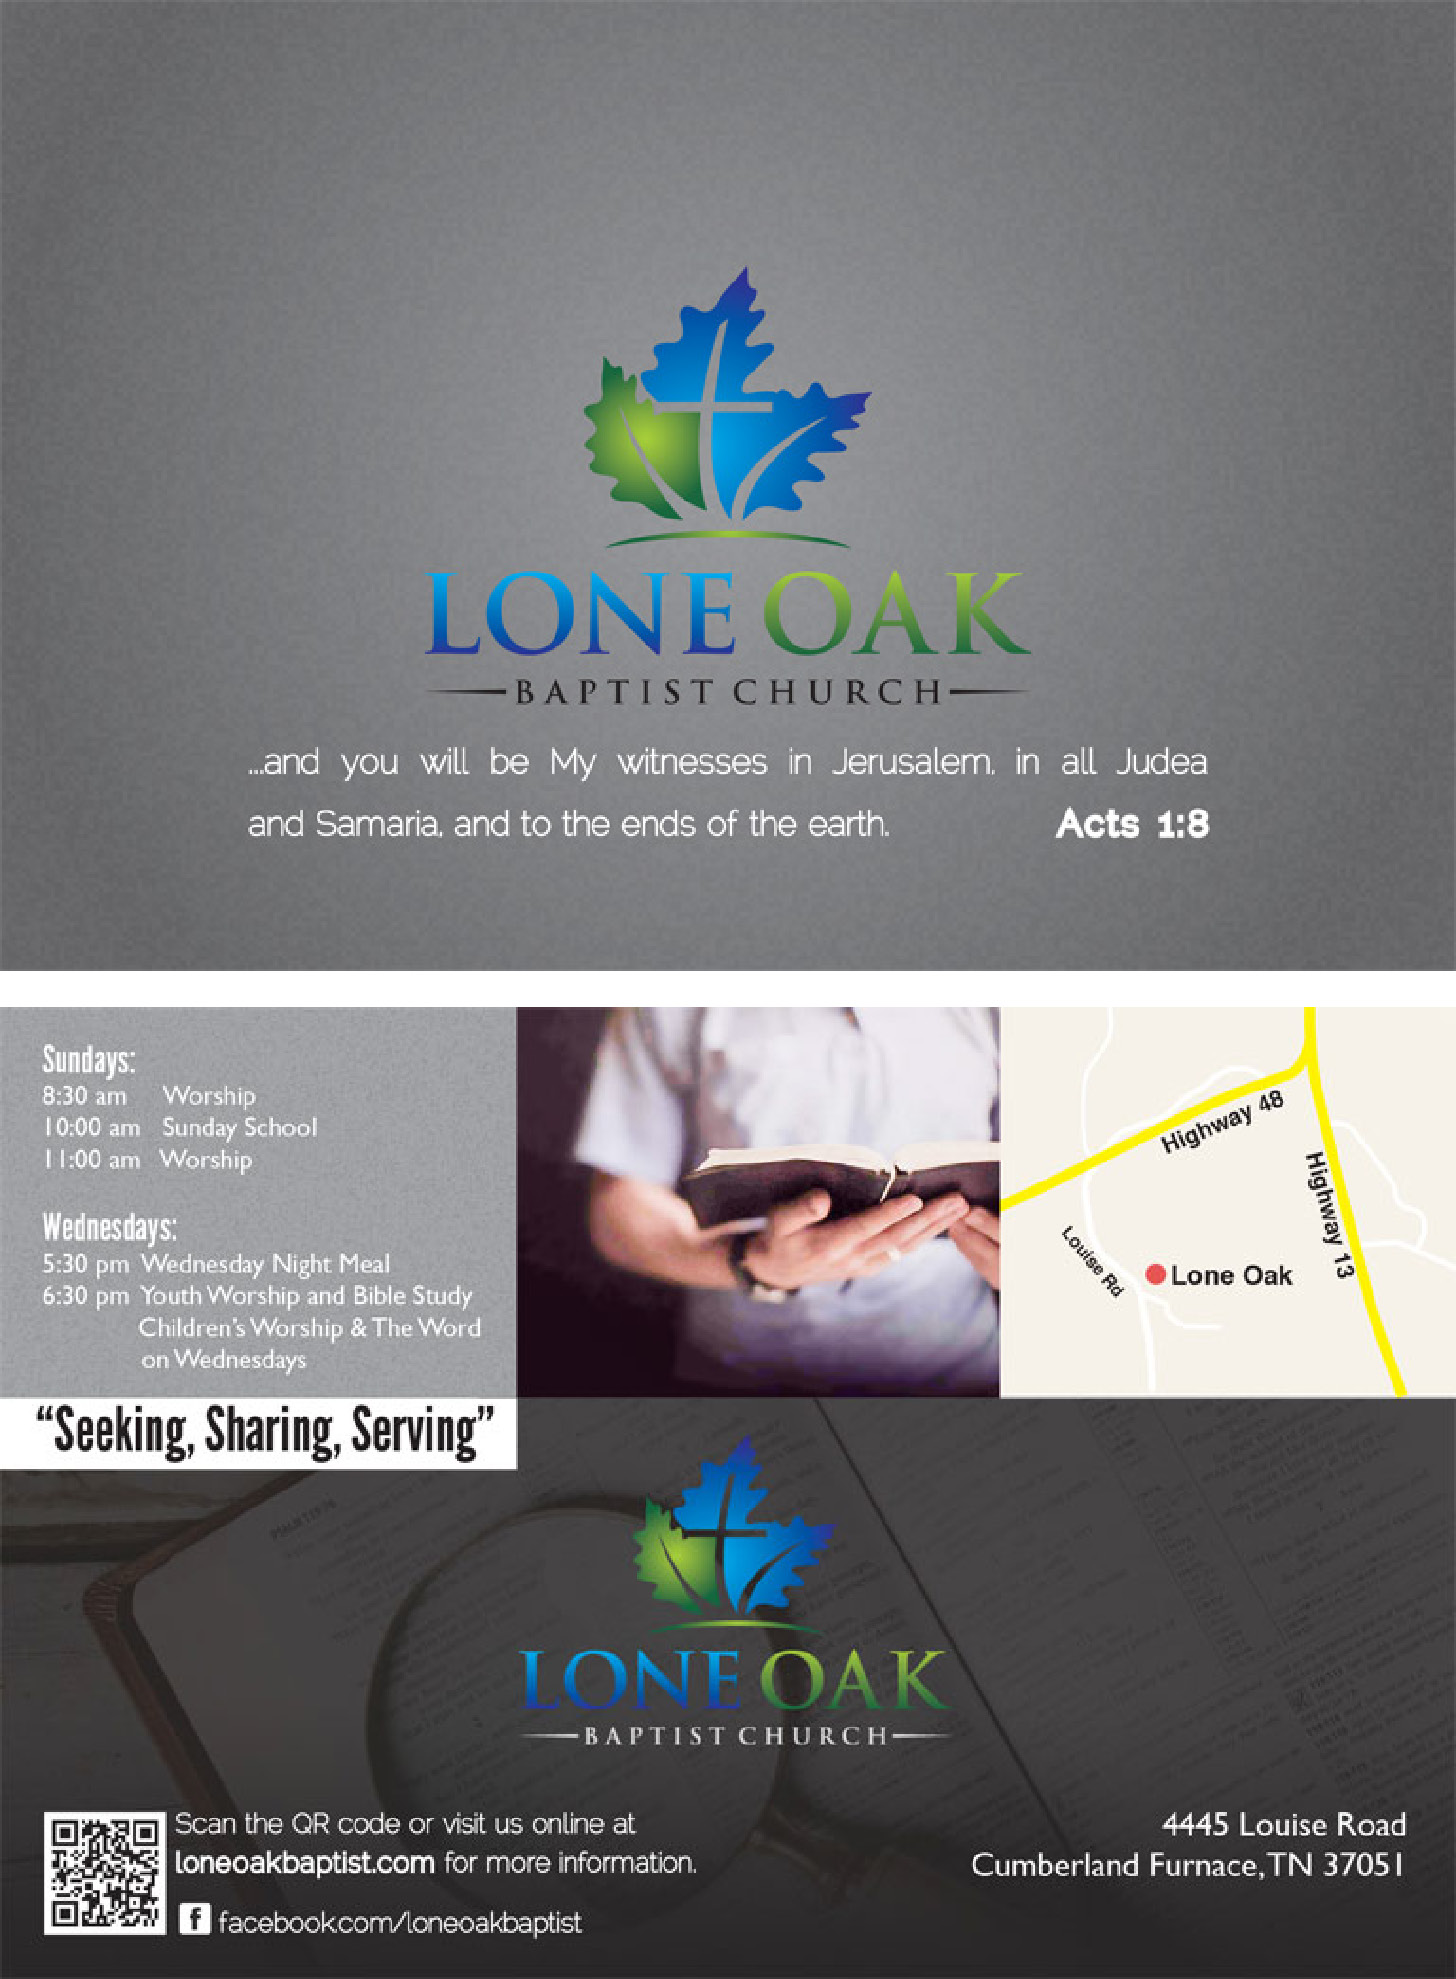 LONE OAK
BAPTIST CHURCH
...and you will be My witnesses in Jerusalem, in all Judea
and Samaria, and to the ends of the earth. Acts 1:8
Sundays:
8:30 am Worship
10:00 am Sunday School
11:00 am Worship
Wednesdays:
5:30 pm Wednesday Night Meal
6:30 pm Youth Worship and Bible Study
Children's Worship & The Word
on Wednesdays
Highway 48
Highway 13
Louise Rd
Lone Oak
"Seeking, Sharing, Serving"
LONE OAK
BAPTIST CHURCH
Scan the QR code or visit us online at
loneoakbaptist.com for more information.
facebook.com/loneoakbaptist
4445 Louise Road
Cumberland Furnace, TN 37051